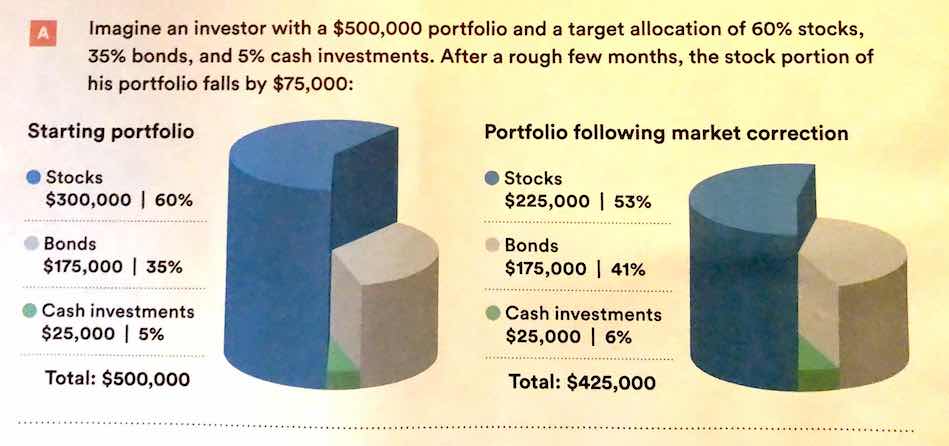 A
Imagine an investor with a $500,000 portfolio and a target allocation of 60% stocks,
35% bonds, and 5% cash investments. After a rough few months, the stock portion of
his portfolio falls by $75,000:
Starting portfolio
Stocks
$300,000 | 60%
Bonds
$175,000 | 35%
Cash investments
$25,000 | 5%
Total: $500,000
Portfolio following market correction
Stocks
$225,000 | 53%
Bonds
$175,000 | 41%
Cash investments
$25,000 | 6%
Total: $425,000